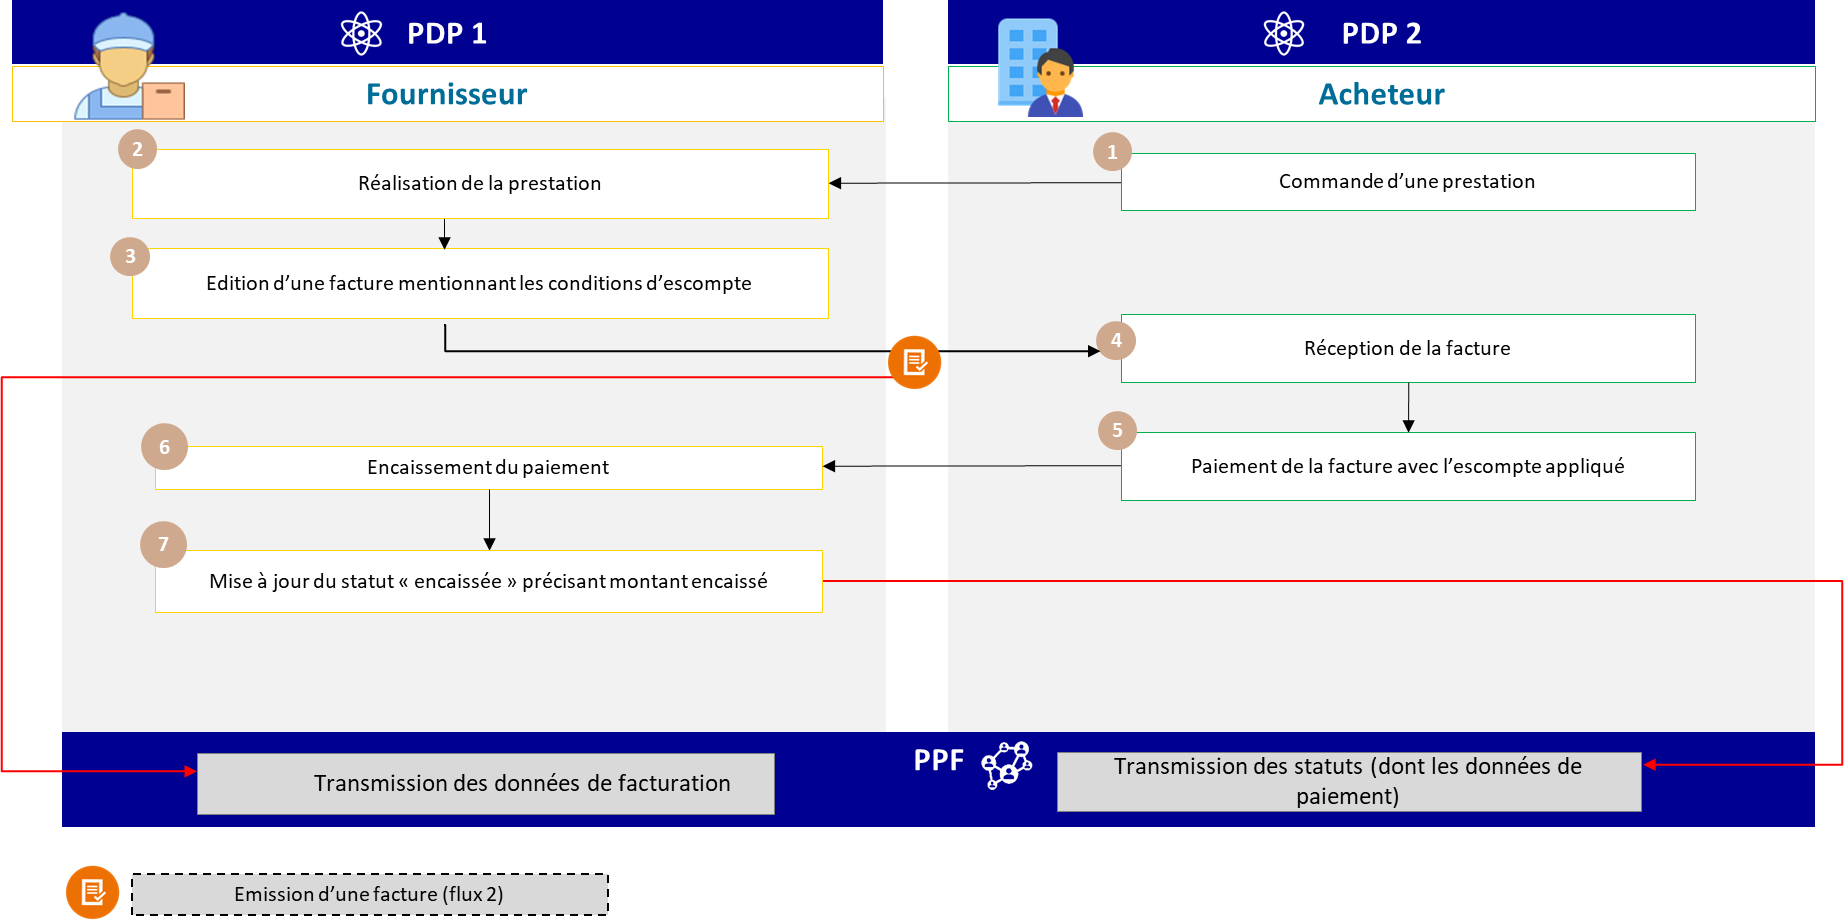 PDP 1
PDP 2
Fournisseur
Acheteur
2
Réalisation de la prestation
1
Commande d’une prestation
3
Edition d’une facture mentionnant les conditions d’escompte
4
Réception de la facture
5
Paiement de la facture avec l’escompte appliqué
6
Encaissement du paiement
7
Mise à jour du statut « encaissée » précisant montant encaissé
PPF
Transmission des données de facturation
Transmission des statuts (dont les données de
paiement)
Emission d’une facture (flux 2)